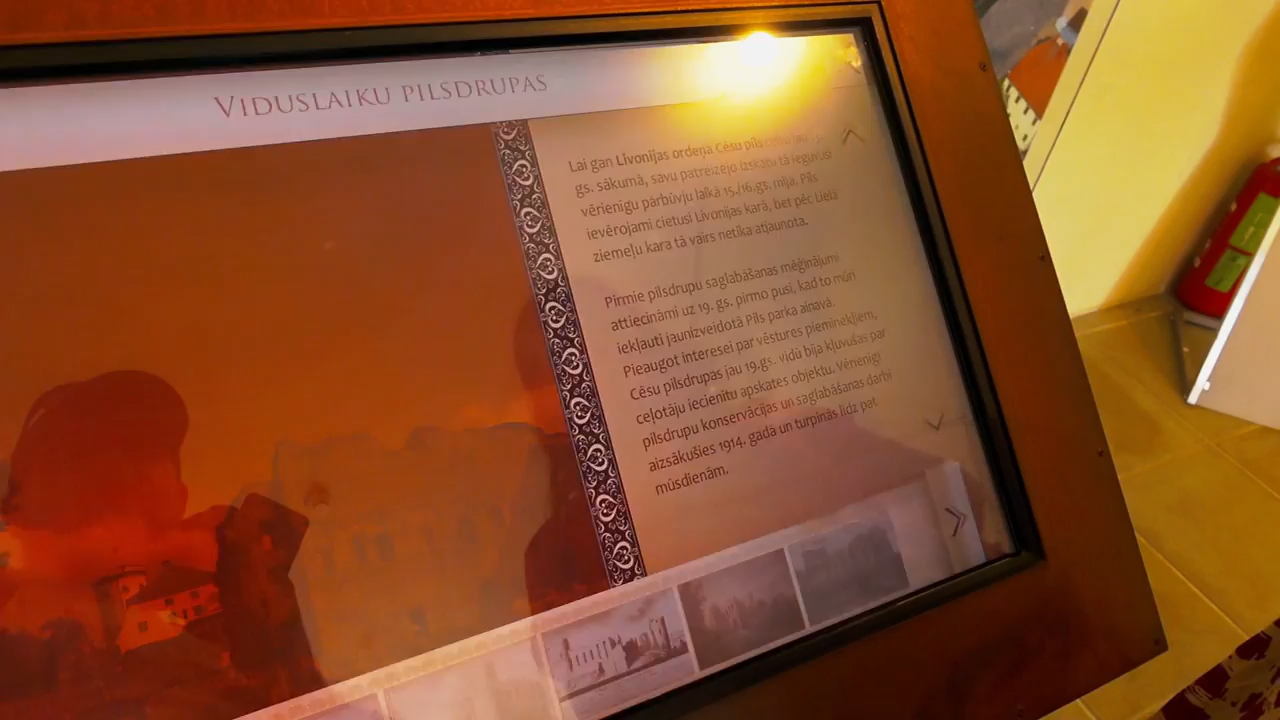 VIDUSLAIKU PILSDRUPAS
Lai gan Livonijas ordeņa Cēsu pils
gs. sākumā, savu patreizējo izskatu tā ieguvusi
vērienīgu pārbūvju laikā 15./16.gs. mijā. Pils
ievērojami cietusi Livonijas karā, bet pēc Lielā
ziemeļu kara tā vairs netika atjaunota.
Pirmie pilsdrupu saglabāšanas mēģinājumi
attiecināmi uz 19. gs. pirmo pusi, kad to mūri
iekļauti jaunizveidotā Pils parka ainavā.
Pieaugot interesei par vēstures pieminekļiem,
Cēsu pilsdrupas jau 19.gs. vidū bija kļuvušas par
ceļotāju iecienītu apskates objektu. Vērienīgi
pilsdrupu konservācijas un saglabāšanas darbi
aizsākušies 1914. gadā un turpinās līdz pat
mūsdienām.